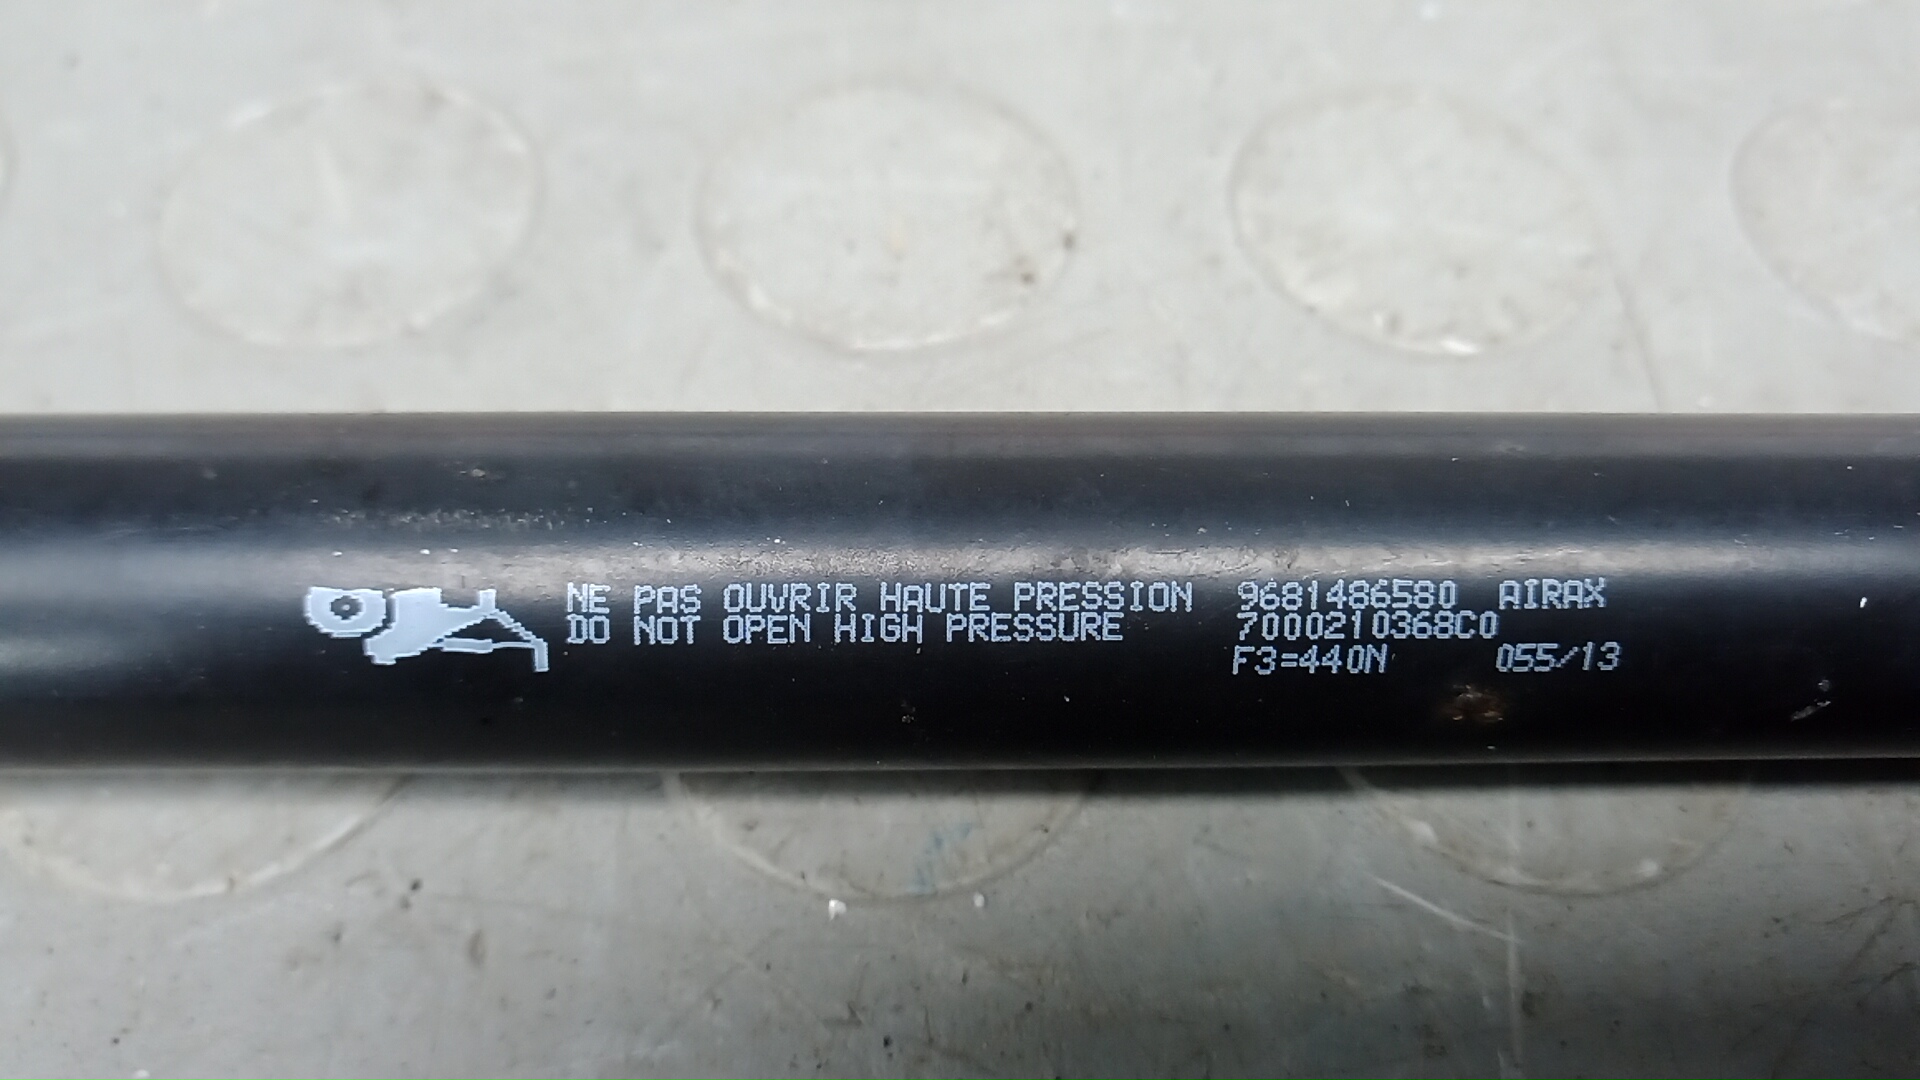 NE PAS OUVRIR HAUTE PRESSION 9681486580 AIRAX
DO NOT OPEN HIGH PRESSURE 7000210368C0
F3=440N 055/13